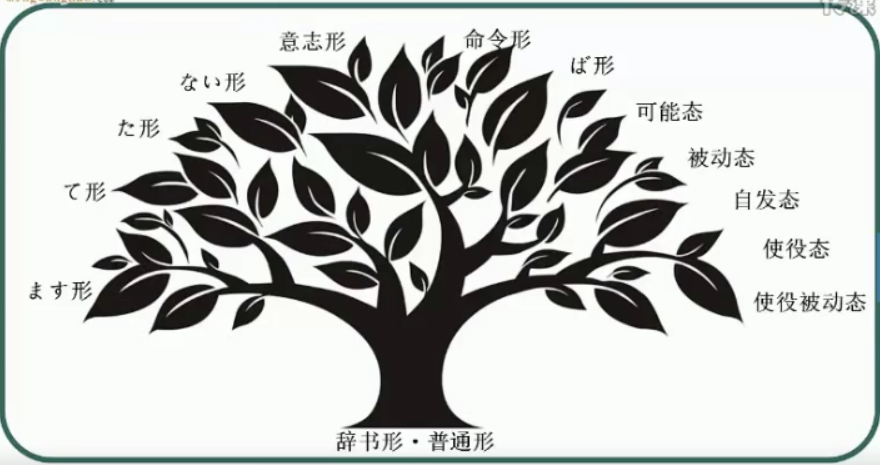 意志形
命令形
ない形
ば形
た形
可能态
被动态
て形
自发态
使役态
ます形
使役被动态
辞书形・普通形